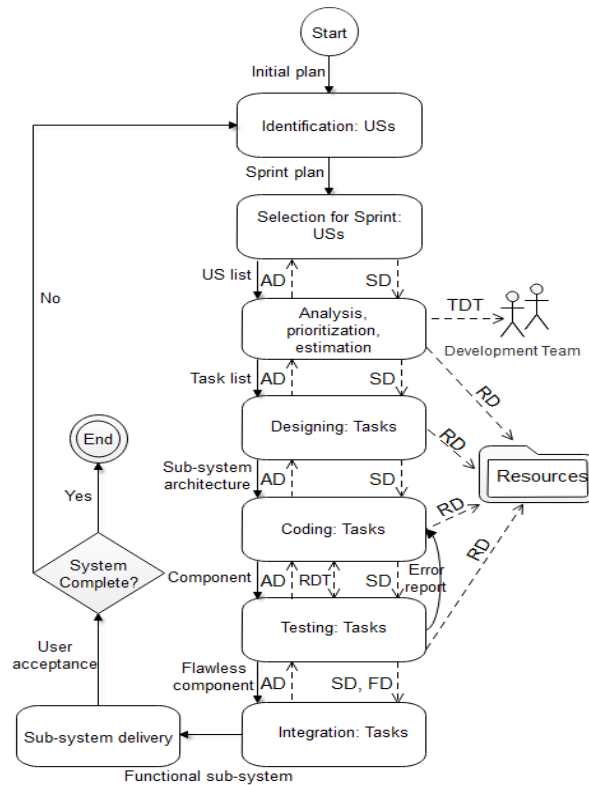 Start
Initial plan
Identification: USs
Sprint plan
Selection for Sprint:
USs
No
US list
AD
SD
Analysis,
prioritization,
estimation
TDT
Development Team
Task list
AD
SD
RD
End
Designing: Tasks
RD
Resources
Yes
Sub-system
architecture
AD
SD
RD
Coding: Tasks
RD
System
Complete?
Component
AD
RDT
SD
Error
report
Testing: Tasks
User
acceptance
Flawless
component
AD
SD, FD
Sub-system delivery
Integration: Tasks
Functional sub-system